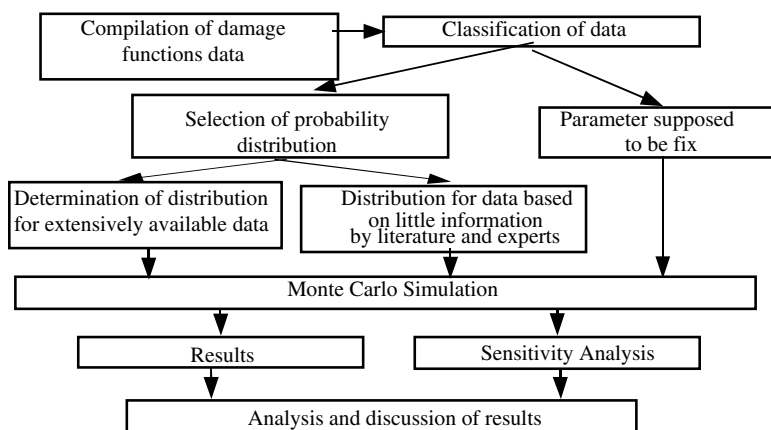 Compilation of damage
functions data
Classification of data
Selection of probability
distribution
Parameter supposed
to be fix
Determination of distribution
for extensively available data
Distribution for data based
on little information
by literature and experts
Monte Carlo Simulation
Results
Sensitivity Analysis
Analysis and discussion of results